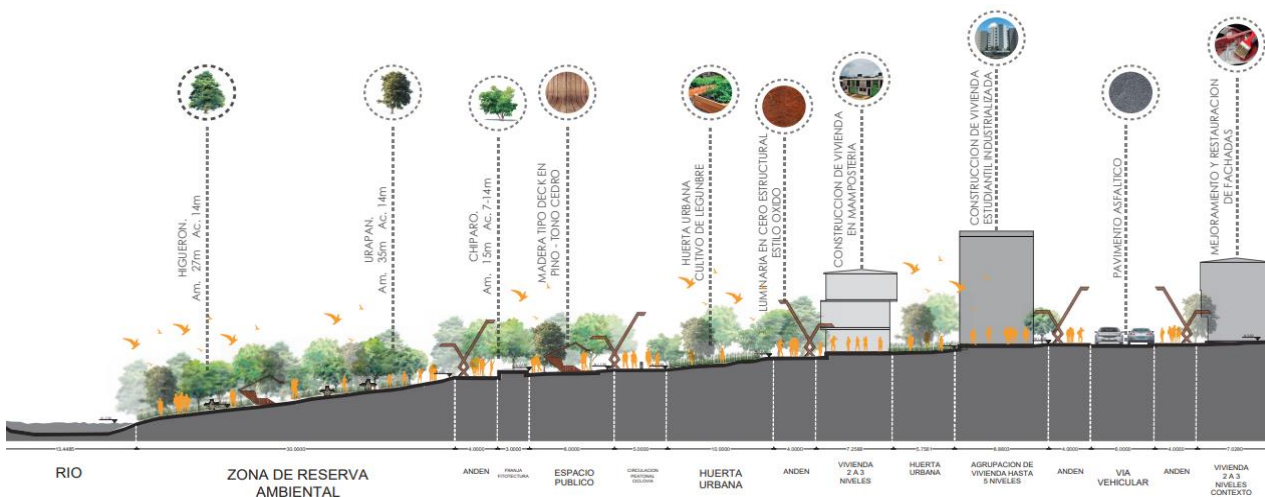 HIGUERON.
Am. 27m Ac. 14m
URAPAN.
Am. 35m Ac. 14m
CHIPARO.
Am. 15m Ac. 7-14m
MADERA TIPO DECK EN
PINO - TONO CEDRO
HUERTA URBANA
CULTIVO DE LEGUNBRE
LUMINARIA EN CERO ESTRUCTURAL
ESTILO OXIDO
CONSTRUCCION DE VIVIENDA
EN MAMPOSTERIA
CONSTRUCCION DE VIVIENDA
ESTUDIANTIL INDUSTRIALIZADA
PAVIMENTO ASFALTICO
MEJORAMIENTO Y RESTAURACION
DE FACHADAS
RIO
ZONA DE RESERVA
AMBIENTAL
ANDEN
FRANJA
FITOTECTURA
ESPACIO
PUBLICO
CIRCULACION
PEATONAL
CICLOVIA
HUERTA
URBANA
ANDEN
VIVIENDA
2 A 3
NIVELES
HUERTA
URBANA
AGRUPACION DE
VIVIENDA HASTA
5 NIVELES
ANDEN
VIA
VEHICULAR
ANDEN
VIVIENDA
2 A 3
NIVELES
CONTEXTO